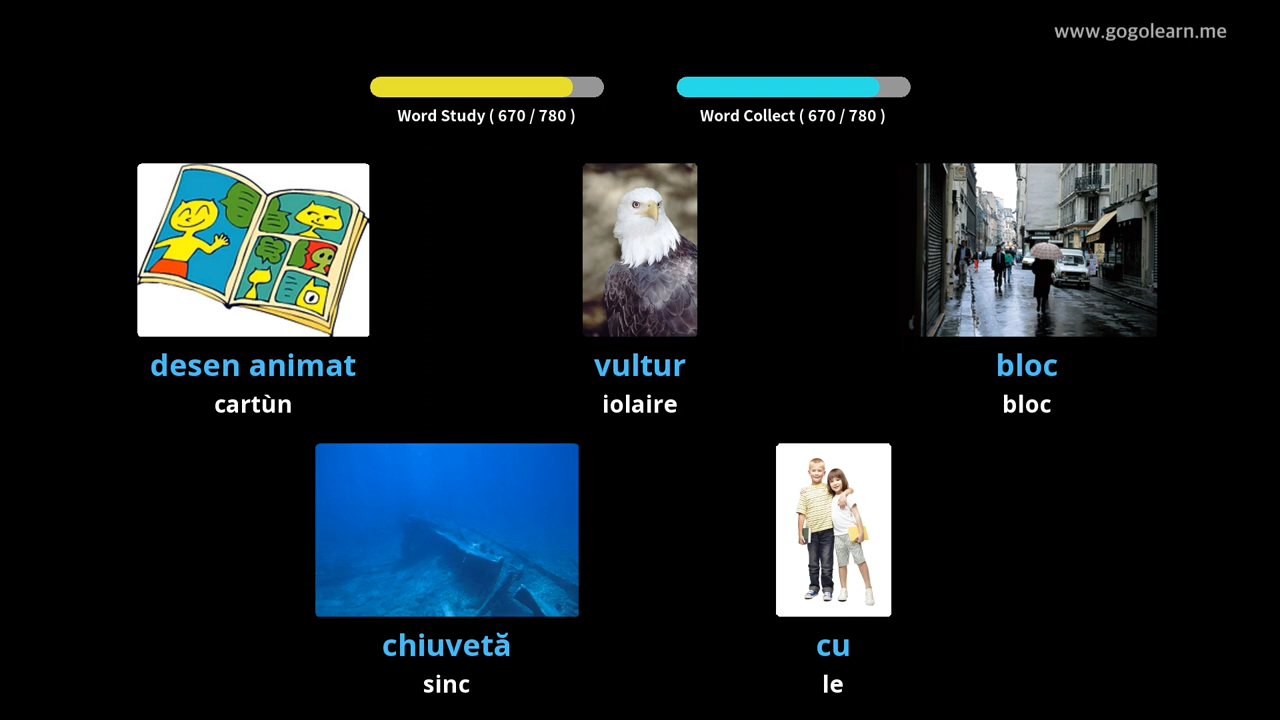 www.gogolearn.me
Word Study ( 670 / 780 )
Word Collect ( 670 / 780 )
desen animat
cartùn
vultur
iolaire
bloc
bloc
chiuvetă
sinc
cu
le